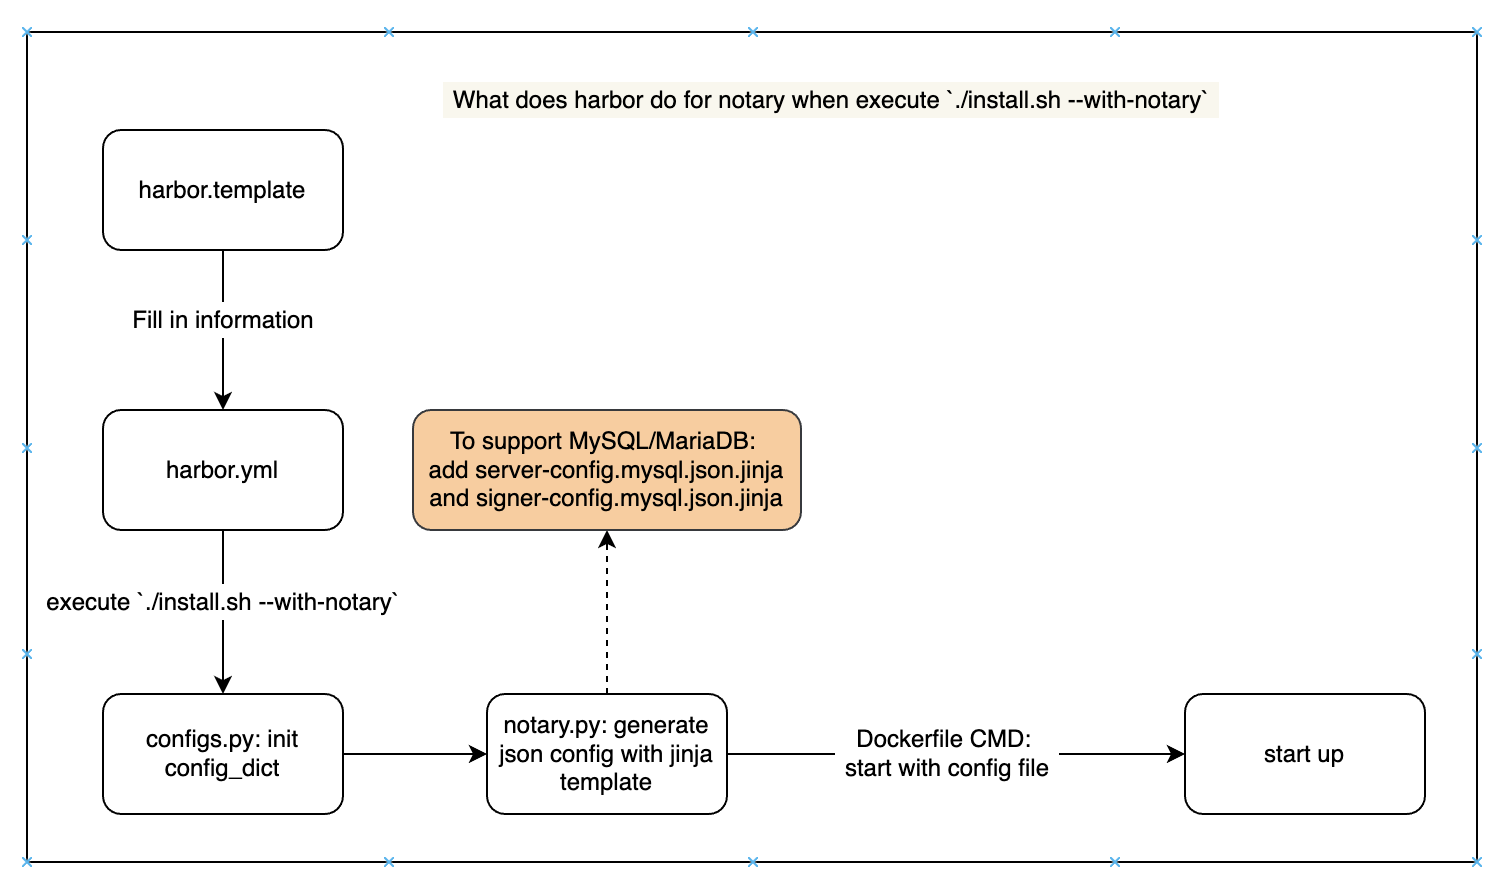 What does harbor do for notary when execute `./install.sh --with-notary`
harbor.template
Fill in information
harbor.yml
To support MySQL/MariaDB:
add server-config.mysql.json.jinja
and signer-config.mysql.json.jinja
execute `./install.sh --with-notary`
configs.py: init
config_dict
notary.py: generate
json config with jinja
template
Dockerfile CMD:
start with config file
start up